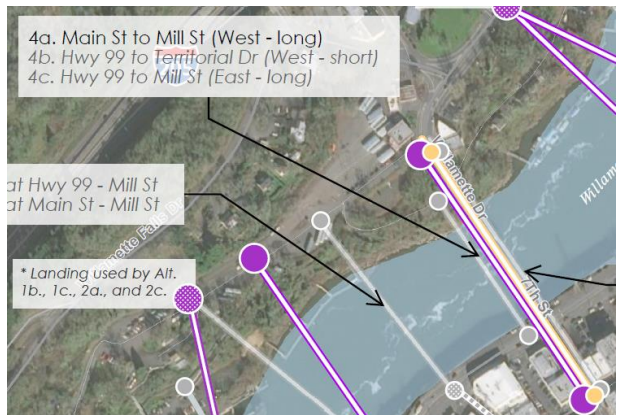 4a. Main St to Mill St (West - long)
4b. Hwy 99 to Territorial Dr (West - short)
4c. Hwy 99 to Mill St (East - long)
at Hwy 99 - Mill St
at Main St - Mill St
* Landing used by Alt.
1b., 1c., 2a., and 2c.
Falls
Dr
7th St